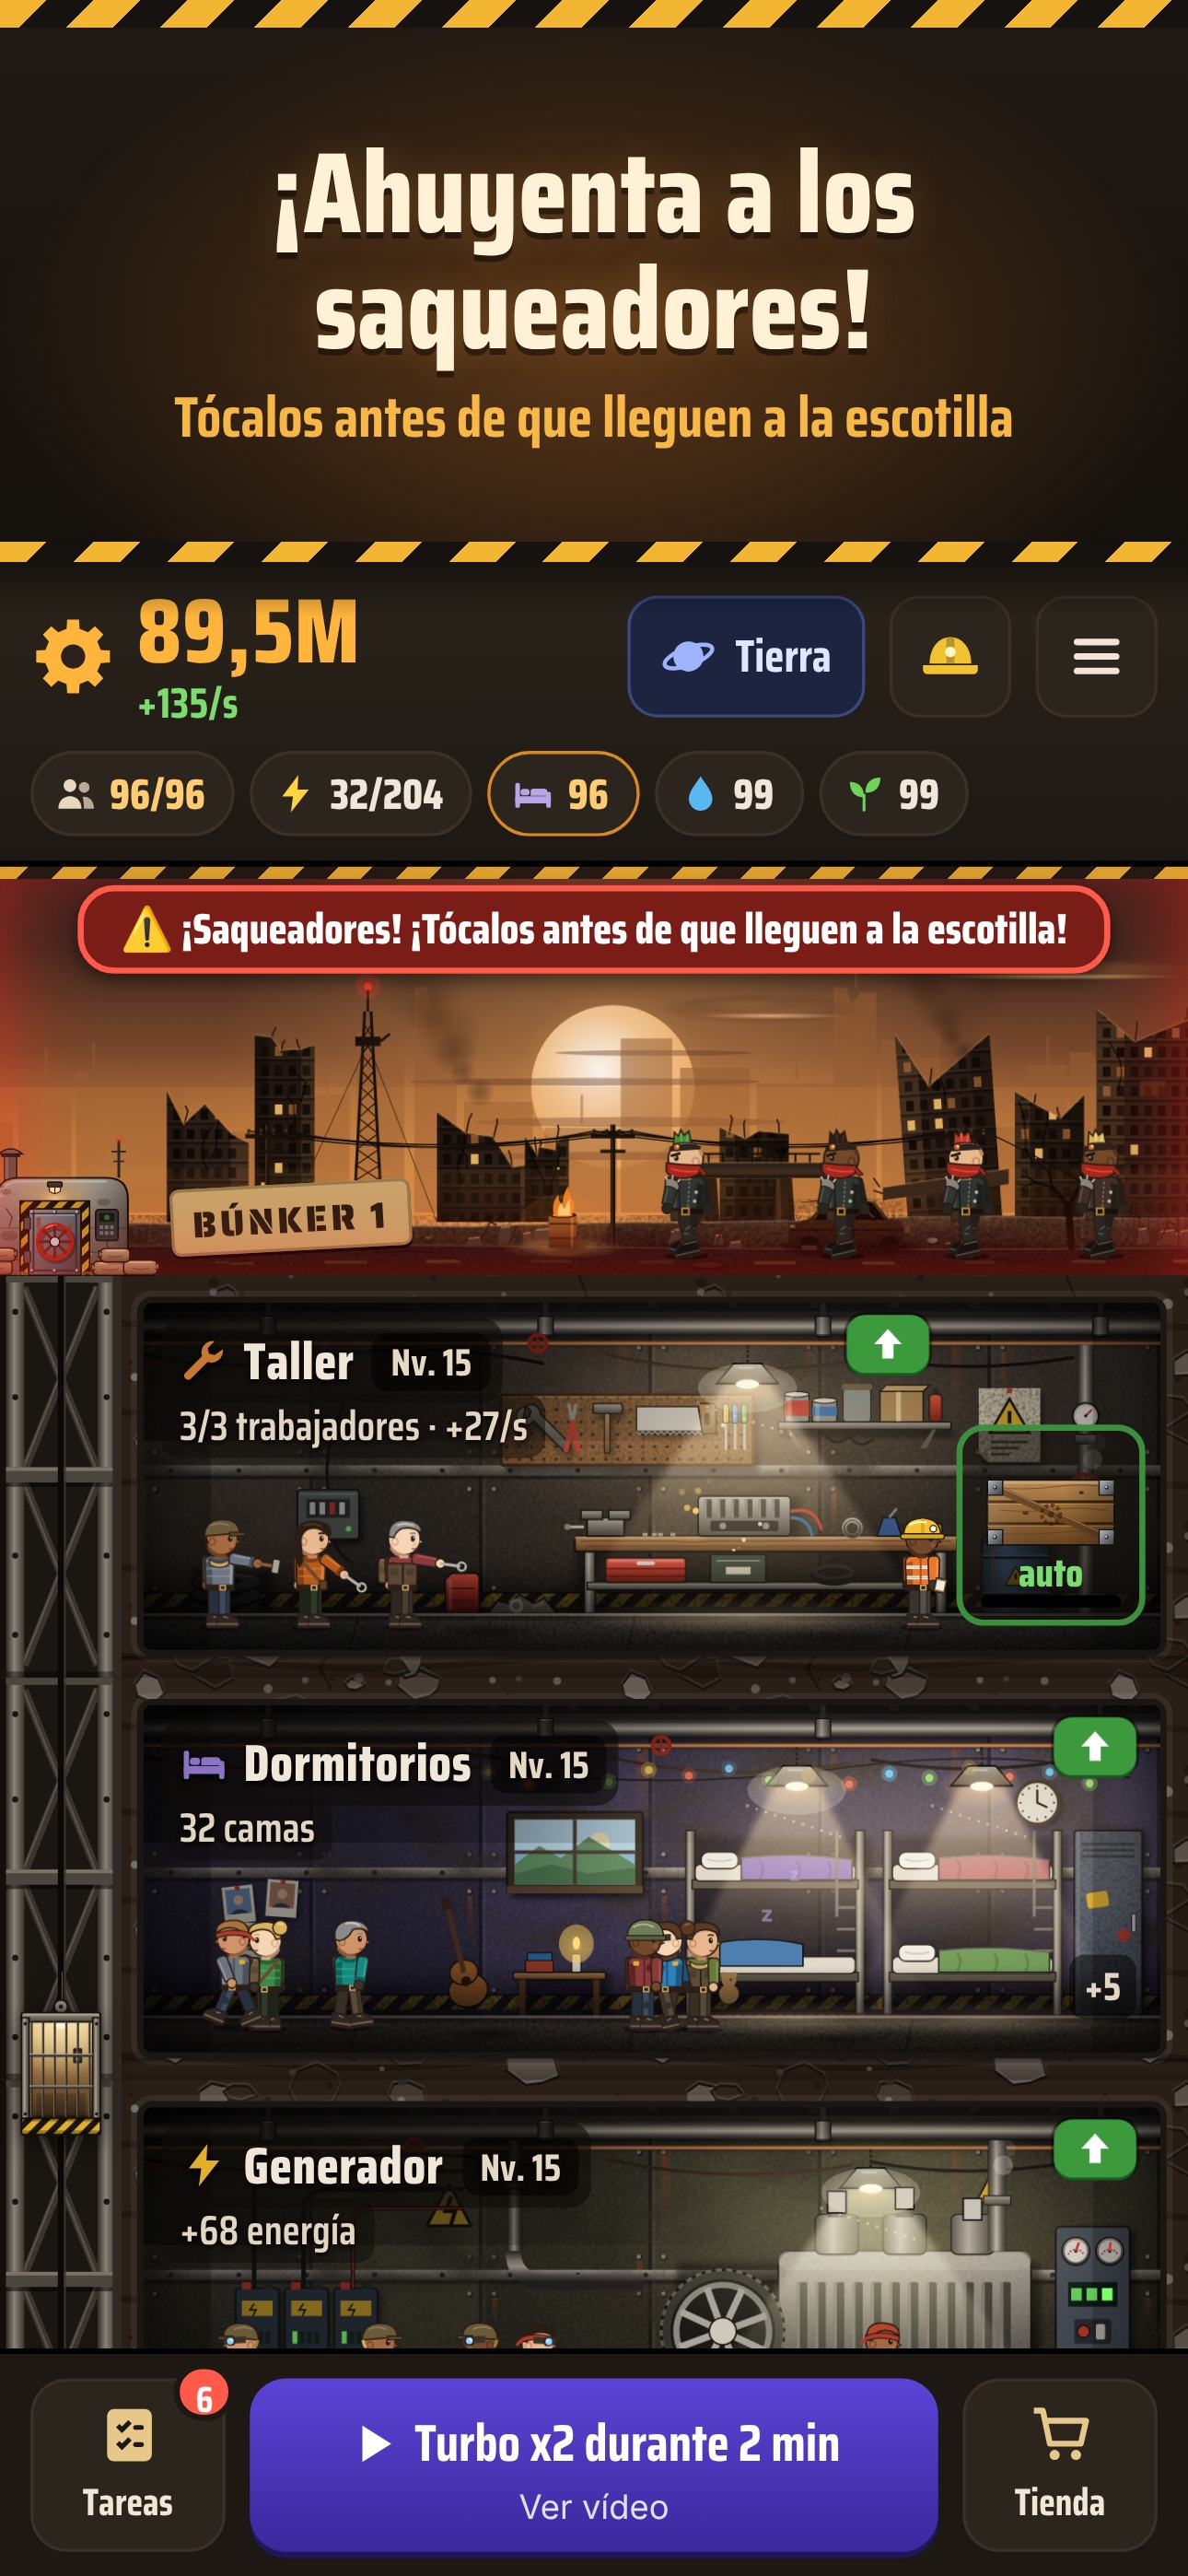 ¡Ahuyenta a los
saqueadores!
Tócalos antes de que lleguen a la escotilla
89,5M
+135/s
Tierra
96/96
32/204
96
99
99
⚠️ ¡Saqueadores! ¡Tócalos antes de que lleguen a la escotilla!
BÚNKER 1
Taller
Nv. 15
3/3 trabajadores · +27/s
auto
Dormitorios
Nv. 15
32 camas
z
z
+5
Generador
Nv. 15
+68 energía
6
Tareas
Turbo x2 durante 2 min
Ver vídeo
Tienda